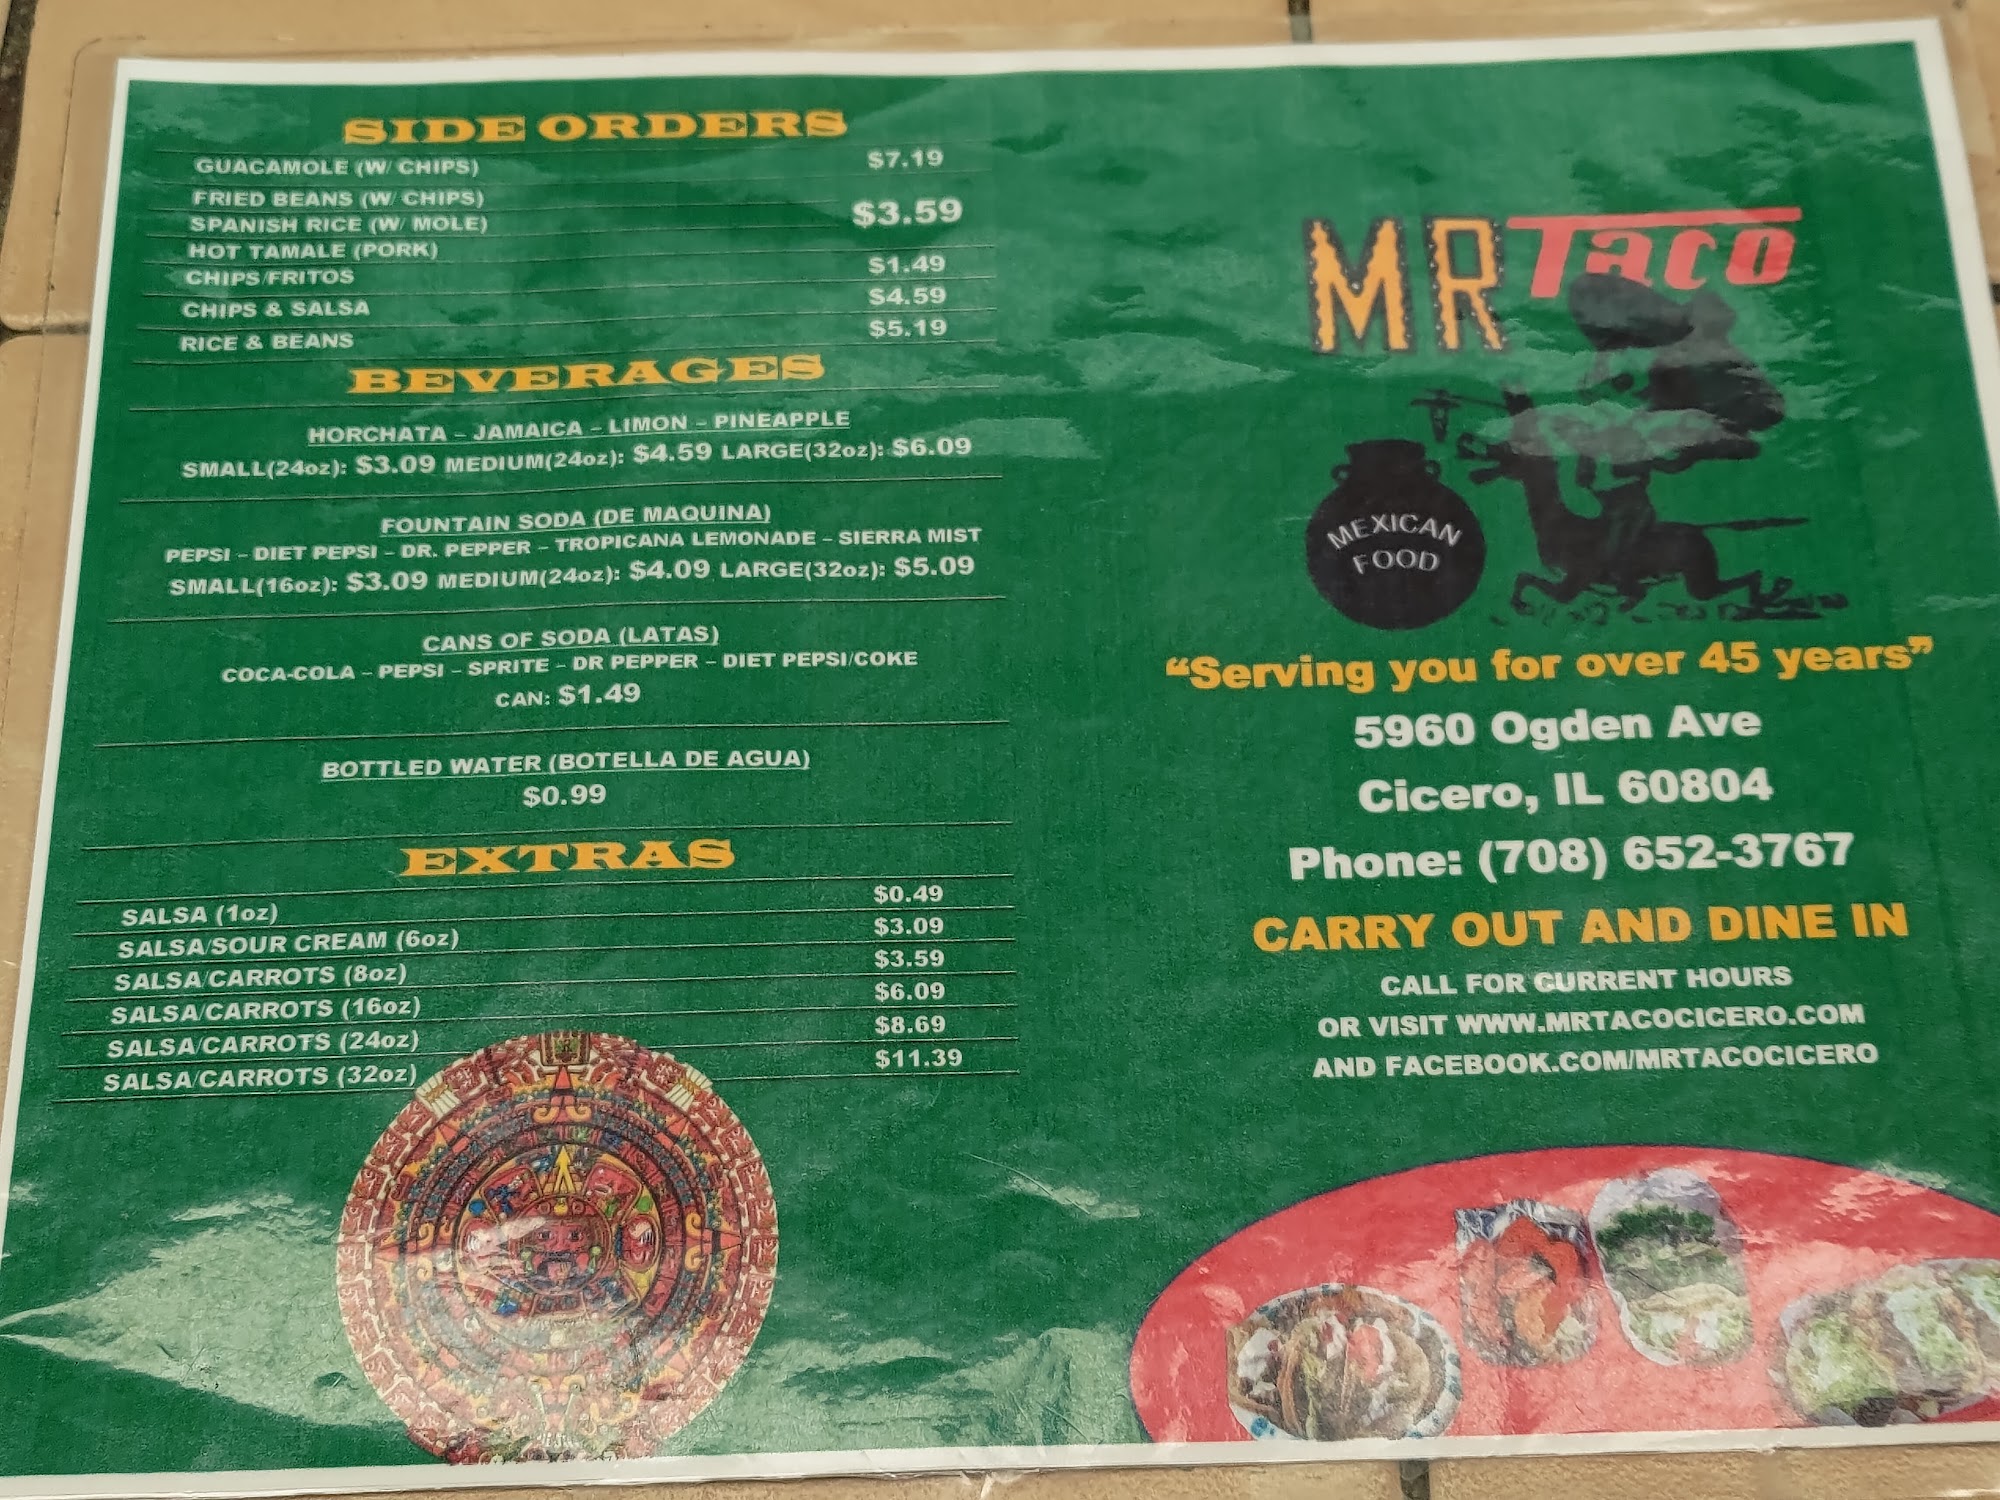 SIDE ORDERS
GUACAMOLE (W/ CHIPS) $7.19
FRIED BEANS (W/ CHIPS)
SPANISH RICE (W/ MOLE) $3.59
HOT TAMALE (PORK)
CHIPS/FRITOS $1.49
CHIPS & SALSA $4.59
RICE & BEANS $5.19
BEVERAGES
HORCHATA – JAMAICA – LIMON – PINEAPPLE
SMALL(24oz): $3.09 MEDIUM(24oz): $4.59 LARGE(32oz): $6.09
FOUNTAIN SODA (DE MAQUINA)
PEPSI – DIET PEPSI – DR. PEPPER – TROPICANA LEMONADE – SIERRA MIST
SMALL(16oz): $3.09 MEDIUM(24oz): $4.09 LARGE(32oz): $5.09
CANS OF SODA (LATAS)
COCA-COLA – PEPSI – SPRITE – DR PEPPER – DIET PEPSI/COKE
CAN: $1.49
BOTTLED WATER (BOTELLA DE AGUA)
$0.99
EXTRAS
SALSA (1oz) $0.49
SALSA/SOUR CREAM (6oz) $3.09
SALSA/CARROTS (8oz) $3.59
SALSA/CARROTS (16oz) $6.09
SALSA/CARROTS (24oz) $8.69
SALSA/CARROTS (32oz) $11.39
MR Taco
MEXICAN
FOOD
“Serving you for over 45 years”
5960 Ogden Ave
Cicero, IL 60804
Phone: (708) 652-3767
CARRY OUT AND DINE IN
CALL FOR CURRENT HOURS
OR VISIT WWW.MRTACOCICERO.COM
AND FACEBOOK.COM/MRTACOCICERO